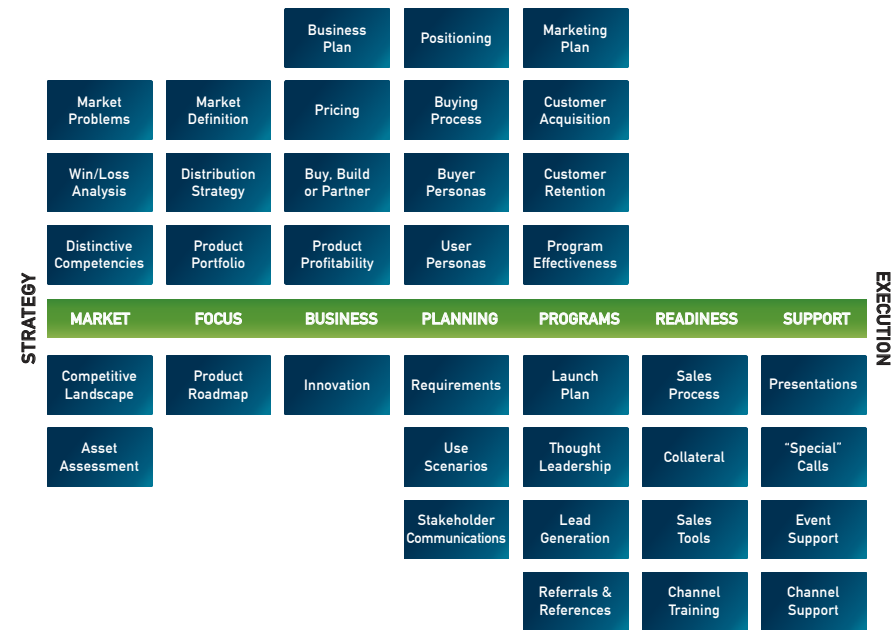 Business
Plan
Positioning
Marketing
Plan
Market
Problems
Market
Definition
Pricing
Buying
Process
Customer
Acquisition
Win/Loss
Analysis
Distribution
Strategy
Buy, Build
or Partner
Buyer
Personas
Customer
Retention
Distinctive
Competencies
Product
Portfolio
Product
Profitability
User
Personas
Program
Effectiveness
STRATEGY
MARKET
FOCUS
BUSINESS
PLANNING
PROGRAMS
READINESS
SUPPORT
EXECUTION
Competitive
Landscape
Product
Roadmap
Innovation
Requirements
Launch
Plan
Sales
Process
Presentations
Asset
Assessment
Use
Scenarios
Thought
Leadership
Collateral
“Special”
Calls
Stakeholder
Communications
Lead
Generation
Sales
Tools
Event
Support
Referrals &
References
Channel
Training
Channel
Support